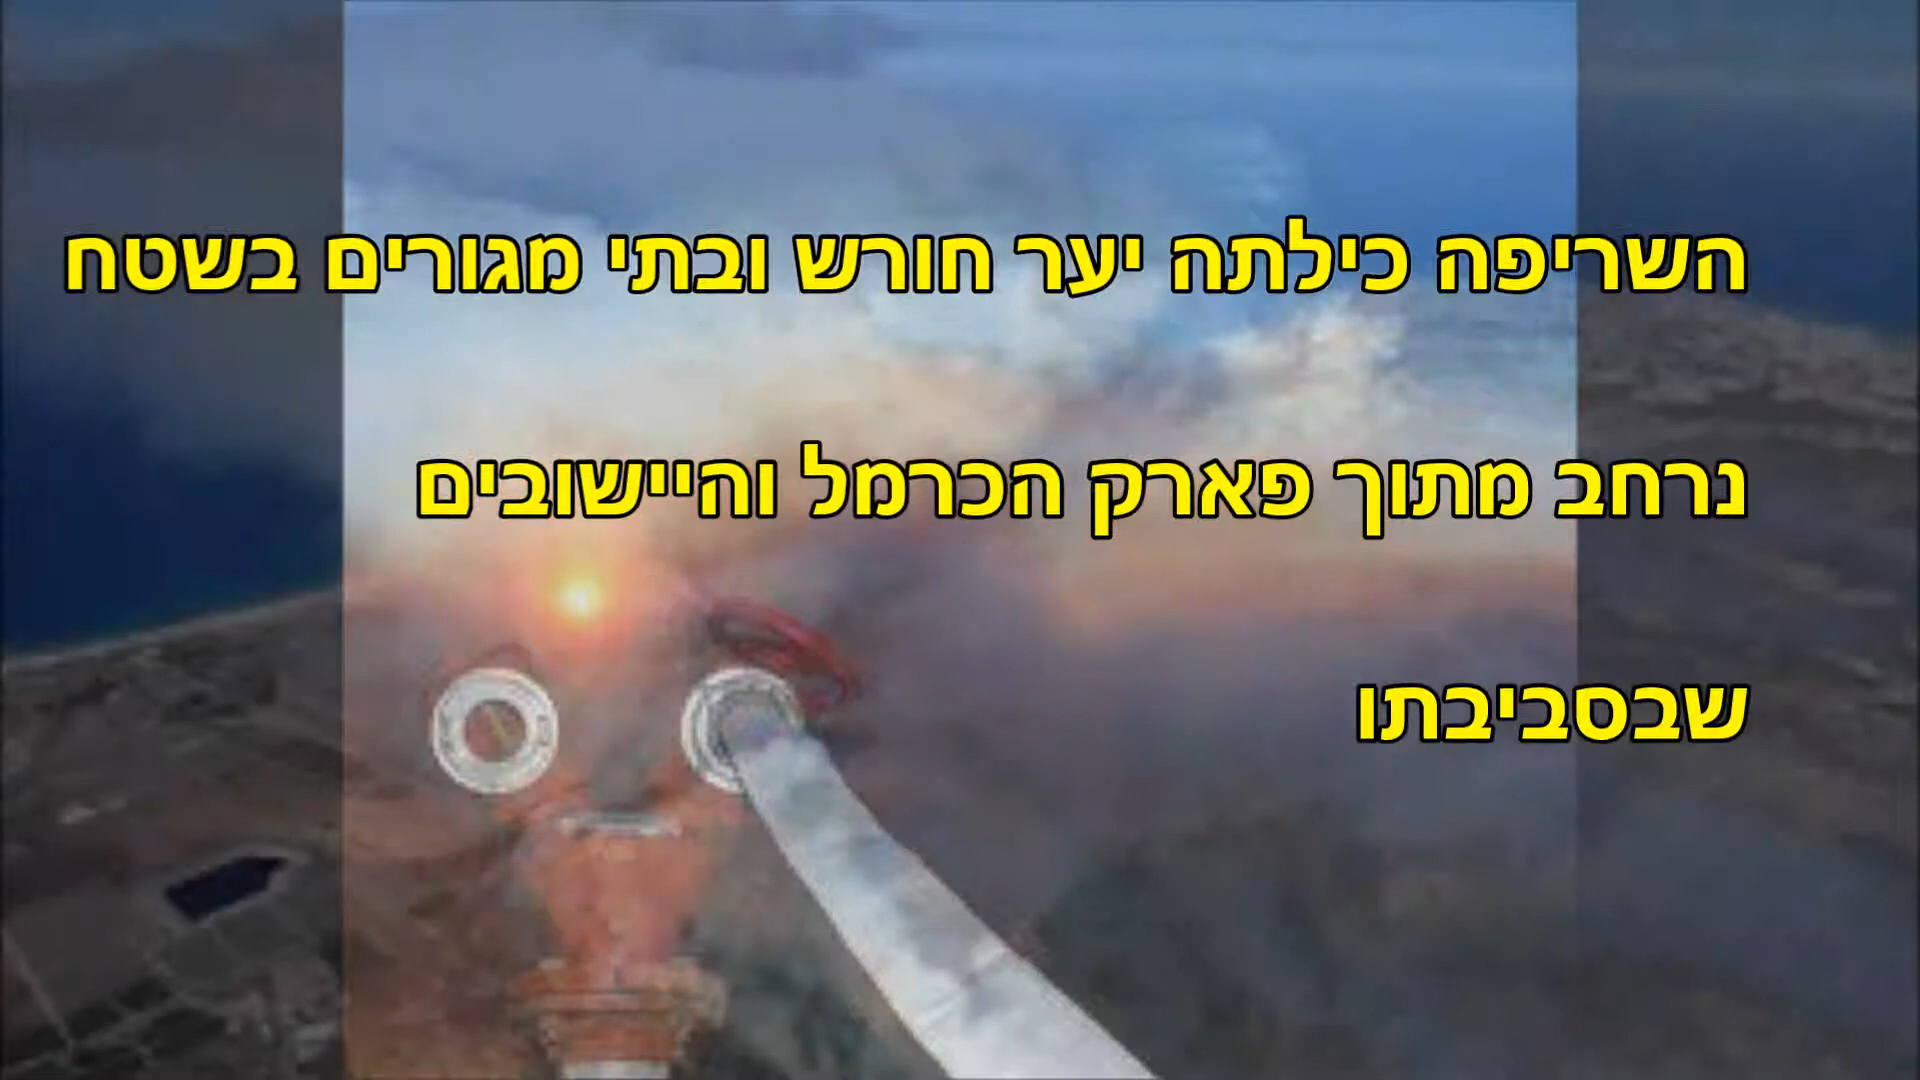 השריפה כילתה יער חורש ובתי מגורים בשטח
נרחב מתוך פארק הכרמל והיישובים
שבסביבתו